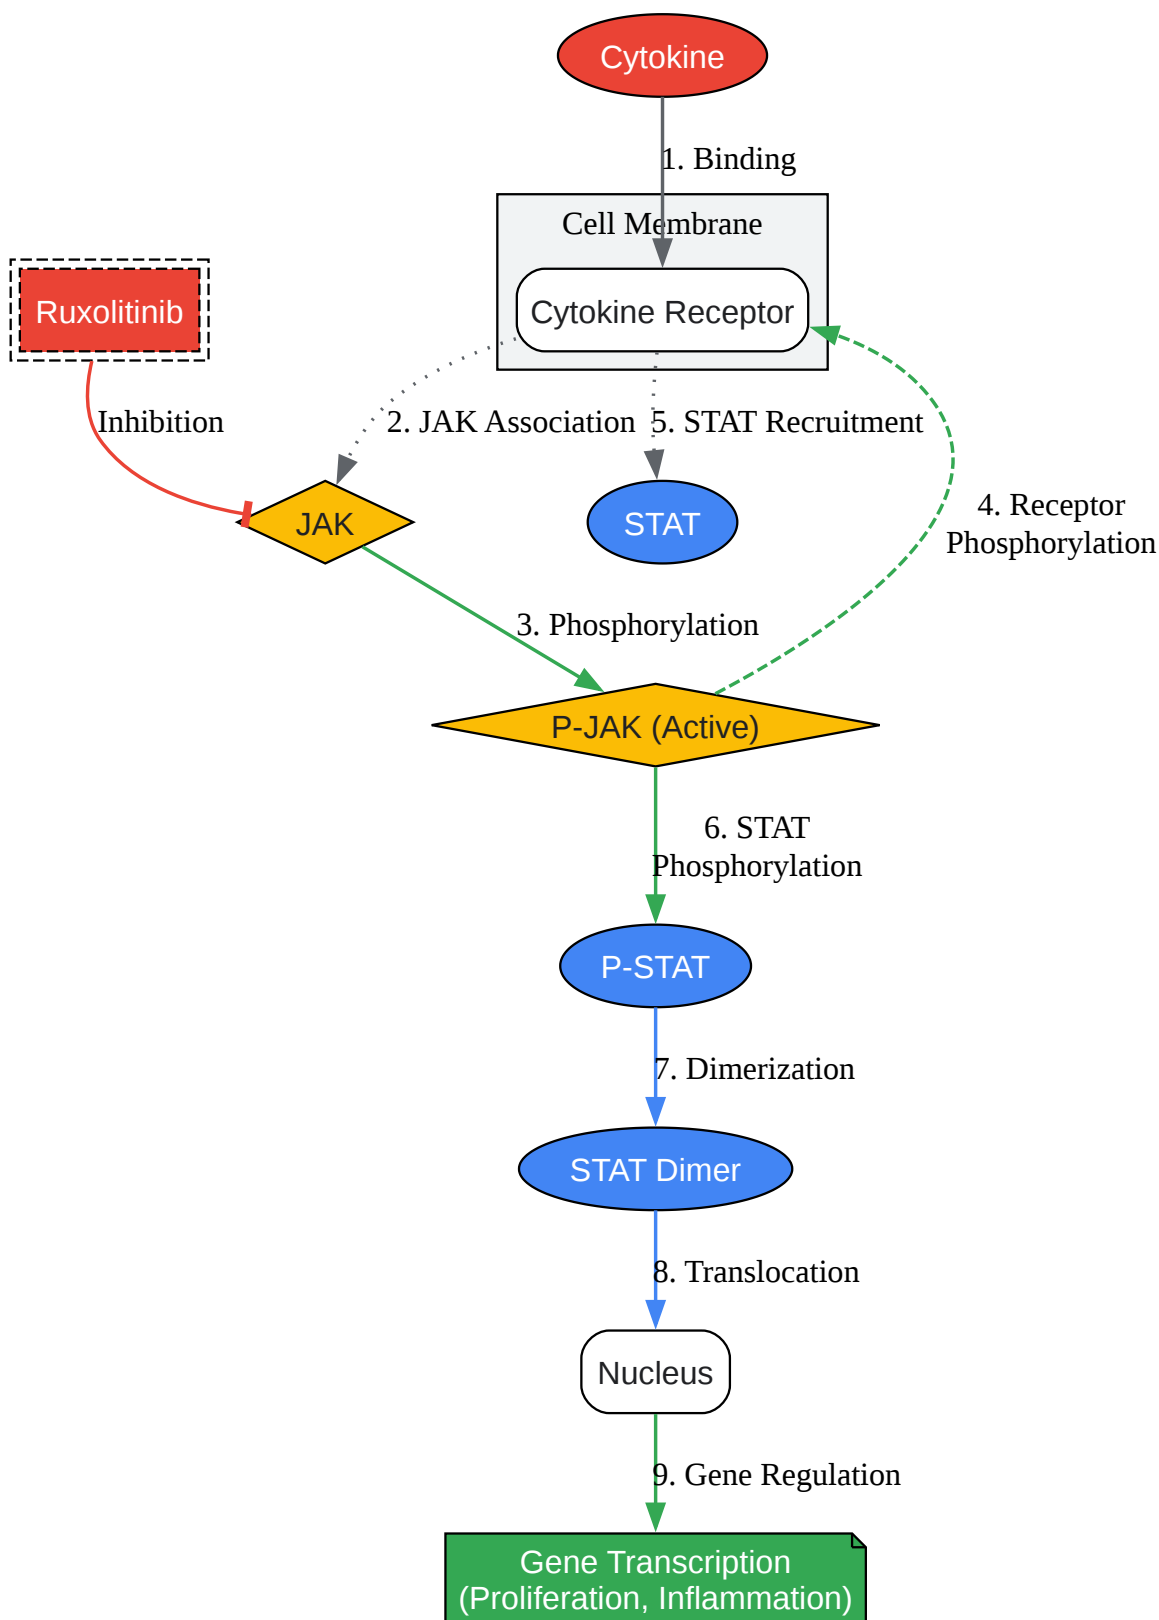 Cytokine
1. Binding
Cell Membrane
Ruxolitinib
Cytokine Receptor
Inhibition
2. JAK Association
5. STAT Recruitment
JAK
STAT
4. Receptor
Phosphorylation
3. Phosphorylation
P-JAK (Active)
6. STAT
Phosphorylation
P-STAT
7. Dimerization
STAT Dimer
8. Translocation
Nucleus
9. Gene Regulation
Gene Transcription
(Proliferation, Inflammation)